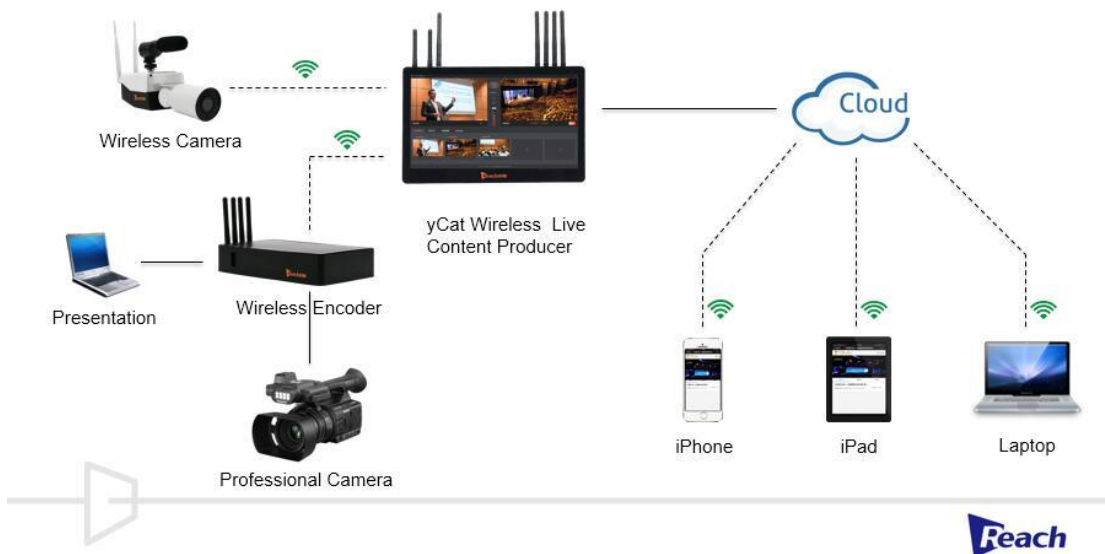 Cloud
Wireless Camera
yCat Wireless Live
Content Producer
Wireless Encoder
Presentation
iPhone
iPad
Laptop
Professional Camera
Reach